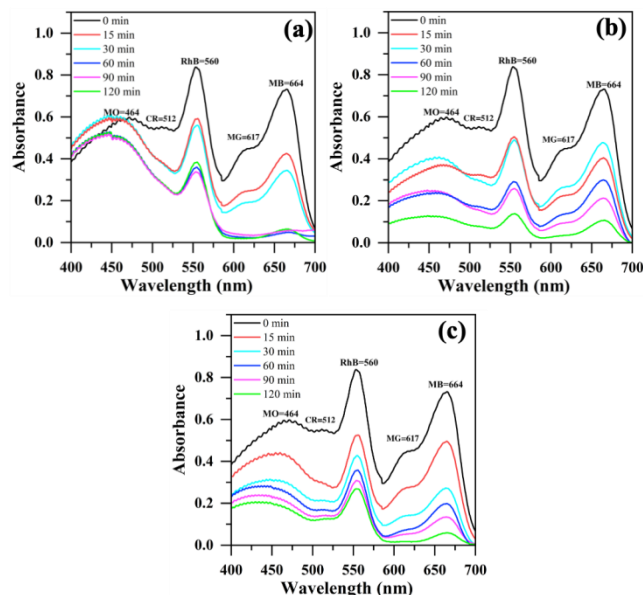 (a)
0 min
15 min
30 min
60 min
90 min
120 min
RhB=560
MB=664
MO=464
CR=512
MG=617
Absorbance
1.0
0.8
0.6
0.4
0.2
0.0
400 450 500 550 600 650 700
Wavelength (nm)
(b)
0 min
15 min
30 min
60 min
90 min
120 min
RhB=560
MB=664
MO=464
CR=512
MG=617
Absorbance
1.0
0.8
0.6
0.4
0.2
0.0
400 450 500 550 600 650 700
Wavelength (nm)
(c)
0 min
15 min
30 min
60 min
90 min
120 min
RhB=560
MB=664
MO=464
CR=512
MG=617
Absorbance
1.0
0.8
0.6
0.4
0.2
0.0
400 450 500 550 600 650 700
Wavelength (nm)